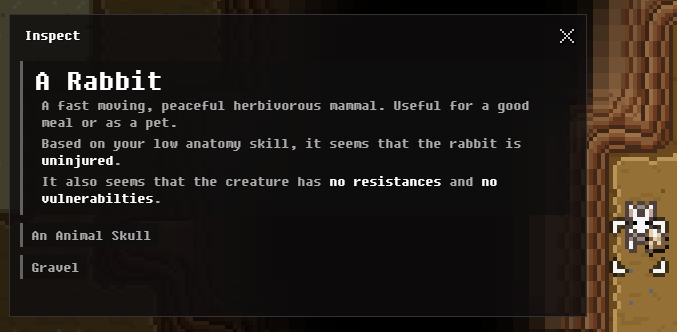 Inspect
A Rabbit
A fast moving, peaceful herbivorous mammal. Useful for a good
meal or as a pet.
Based on your low anatomy skill, it seems that the rabbit is
uninjured.
It also seems that the creature has no resistances and no
vulnerabilties.
An Animal Skull
Gravel